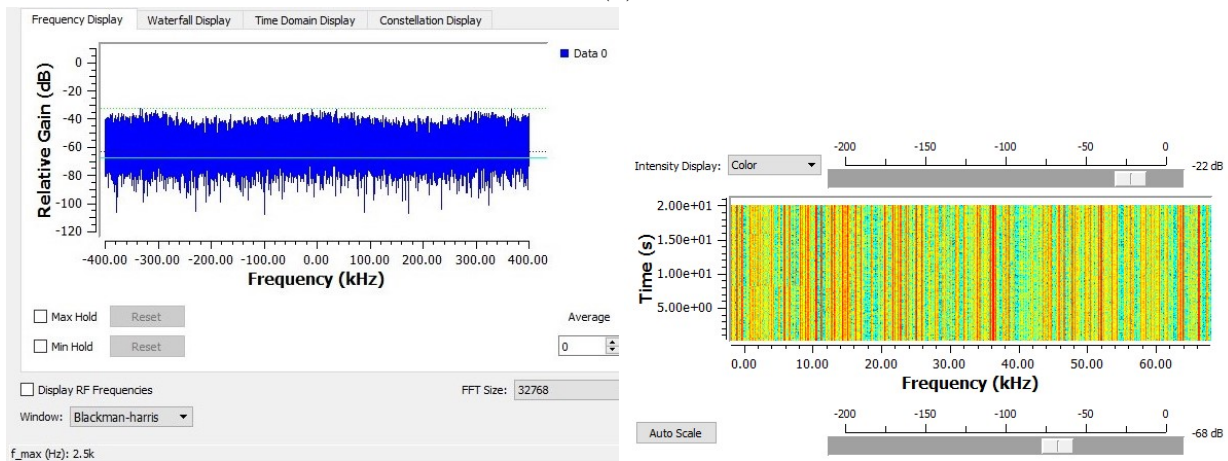 Frequency Display Waterfall Display Time Domain Display Constellation Display
Data 0
Relative Gain (dB)
0
-20
-40
-60
-80
-100
-120
-400.00 -300.00 -200.00 -100.00 0.00 100.00 200.00 300.00 400.00
Frequency (kHz)
Max Hold Reset
Average
Min Hold Reset
0
Display RF Frequencies
FFT Size: 32768
Window: Blackman-harris
f_max (Hz): 2.5k
-200 -150 -100 -50 0
Intensity Display: Color
-22 dB
Time (s)
2.00e+01
1.50e+01
1.00e+01
5.00e+00
0.00 10.00 20.00 30.00 40.00 50.00 60.00
Frequency (kHz)
-200 -150 -100 -50 0
Auto Scale
-68 dB